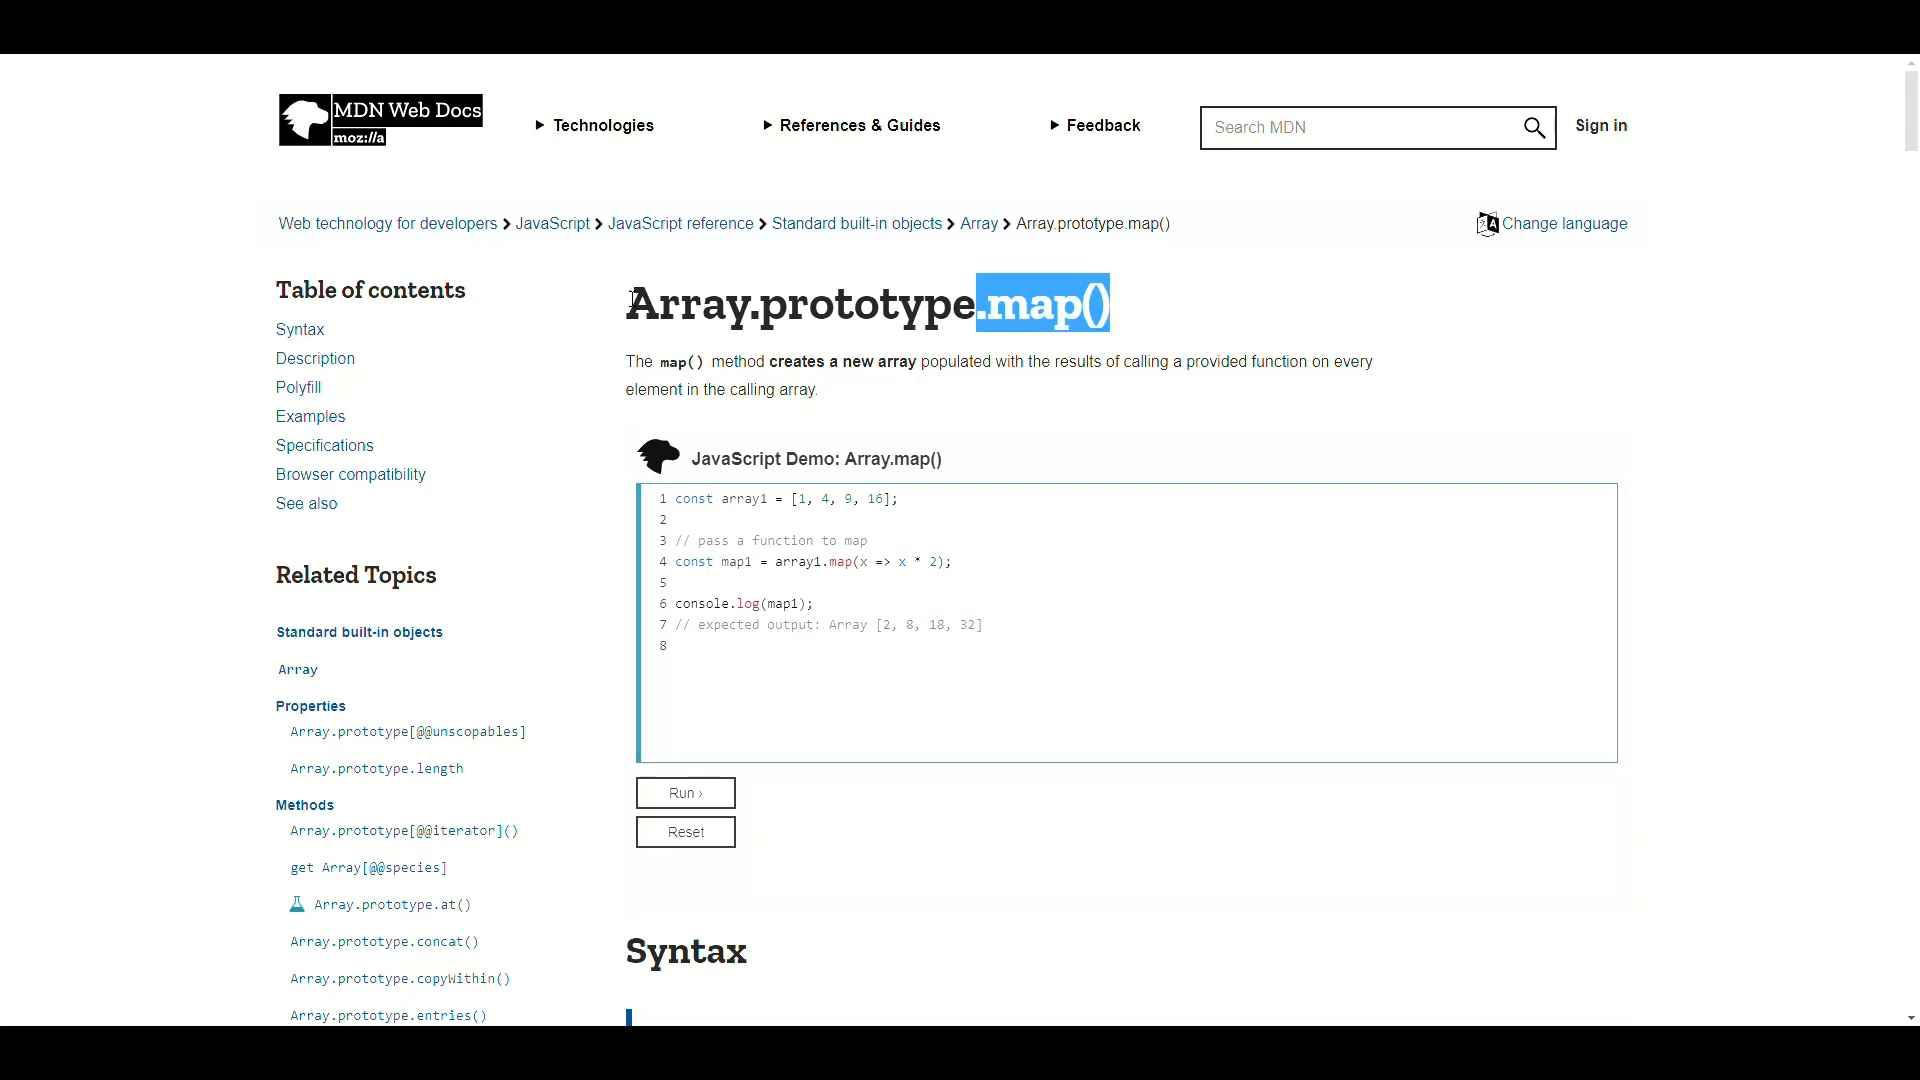 MDN Web Docs
moz://a
Technologies
References & Guides
Feedback
Search MDN
Sign in
Web technology for developers
JavaScript
JavaScript reference
Standard built-in objects
Array
Array.prototype.map()
Change language
Table of contents
Syntax
Description
Polyfill
Examples
Specifications
Browser compatibility
See also
Related Topics
Standard built-in objects
Array
Properties
Array.prototype[@@unscopables]
Array.prototype.length
Methods
Array.prototype[@@iterator]()
get Array[@@species]
Array.prototype.at()
Array.prototype.concat()
Array.prototype.copyWithin()
Array.prototype.entries()
Array.prototype.map()
The map() method creates a new array populated with the results of calling a provided function on every
element in the calling array.
JavaScript Demo: Array.map()
1 const array1 = [1, 4, 9, 16];
2
3 // pass a function to map
4 const map1 = array1.map(x => x * 2);
5
6 console.log(map1);
7 // expected output: Array [2, 8, 18, 32]
8
Run ›
Reset
Syntax